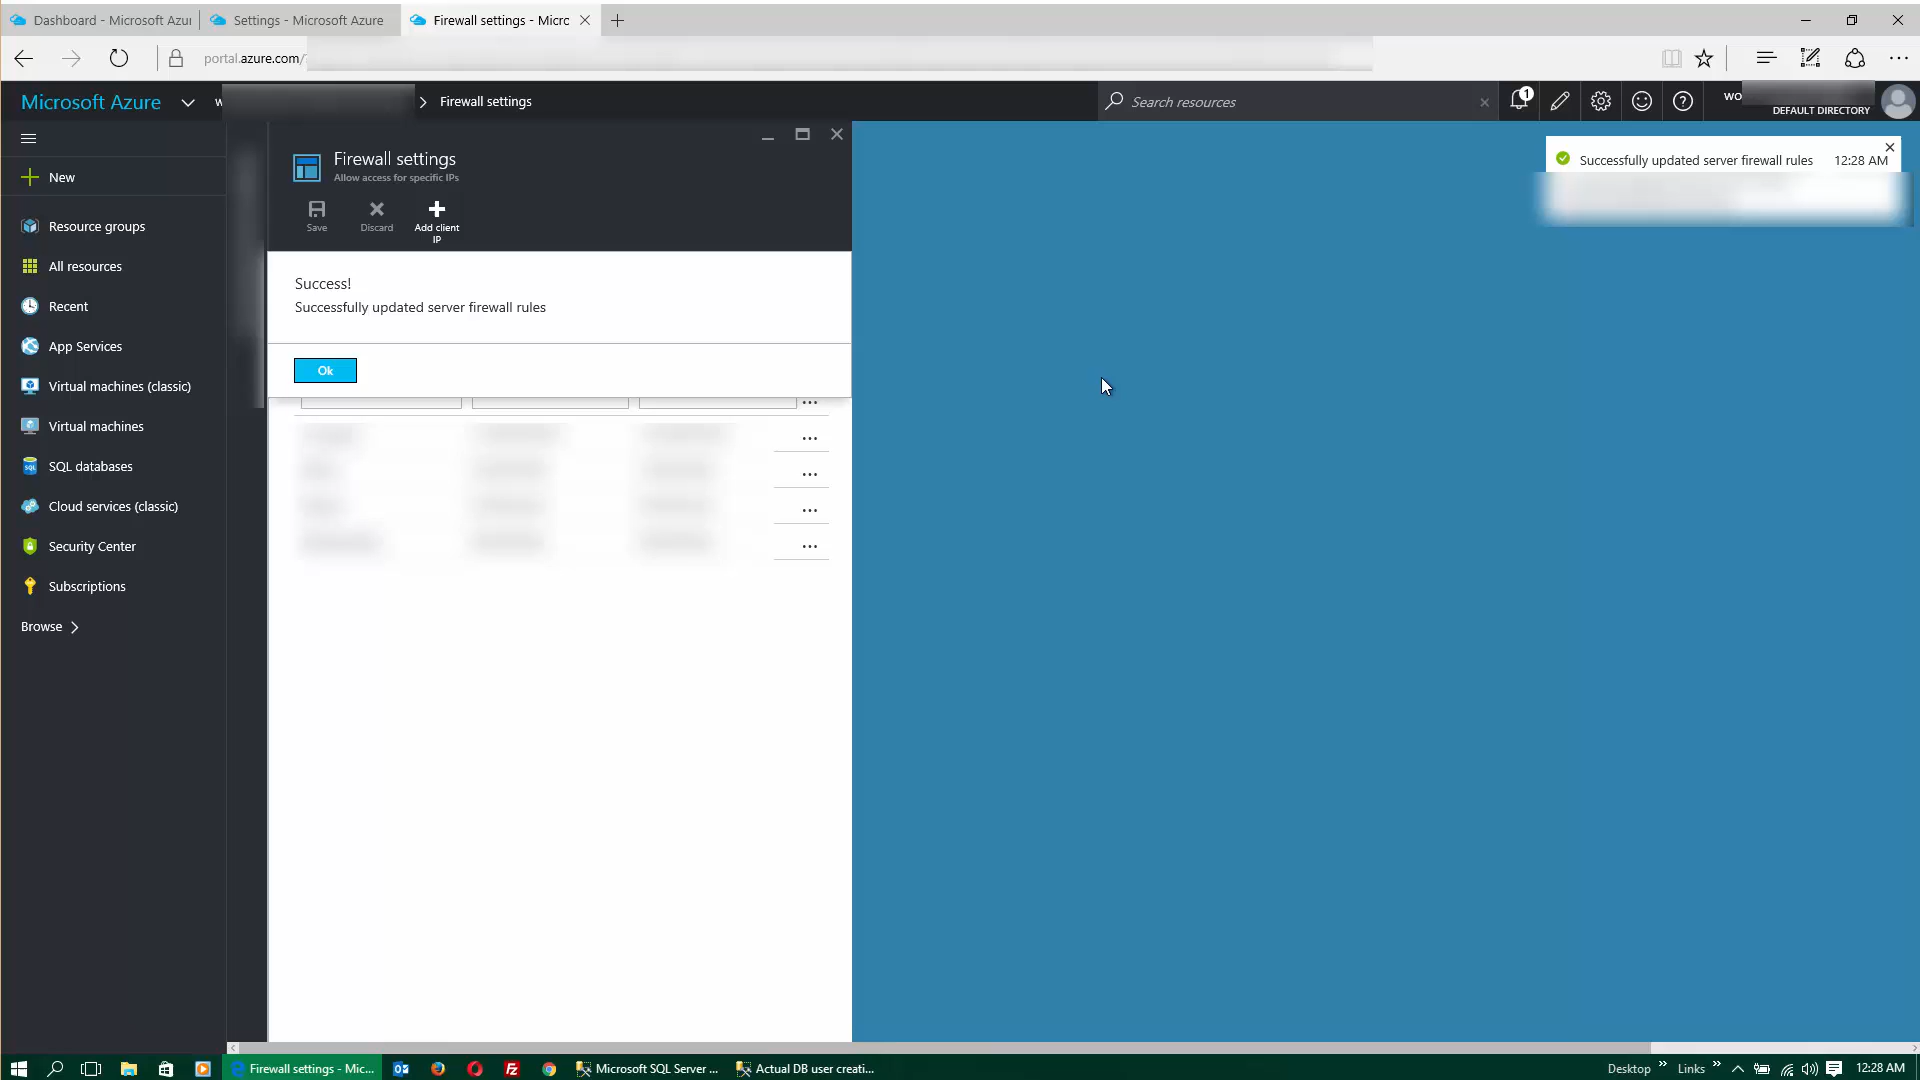 Dashboard - Microsoft Azu
Settings - Microsoft Azure
Firewall settings - Micro
portal.azure.com/
Microsoft Azure
Firewall settings
Search resources
1
DEFAULT DIRECTORY
Firewall settings
Allow access for specific IPs
Save
Discard
Add client
IP
Successfully updated server firewall rules 12:28 AM
New
Resource groups
All resources
Recent
App Services
Virtual machines (classic)
Virtual machines
SQL databases
Cloud services (classic)
Security Center
Subscriptions
Browse
Success!
Successfully updated server firewall rules
Ok
Firewall settings - Mic...
Microsoft SQL Server ...
Actual DB user creati...
Desktop
Links
12:28 AM